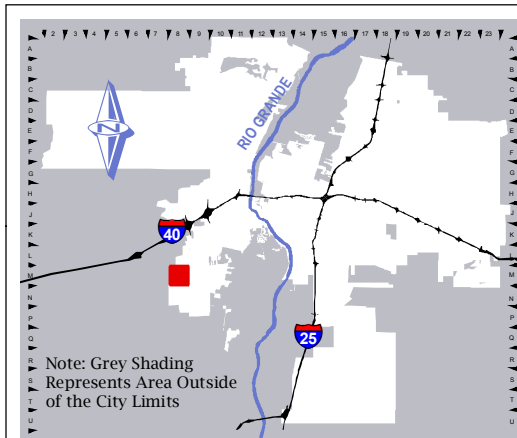 2 3 4 5 6 7 8 9 10 11 12 13 14 15 16 17 18 19 20 21 22 23
A A
B B
C C
D D
E E
F F
G G
H H
J J
K K
L L
M M
N N
P P
Q Q
R R
S S
T T
U U
N
RIO GRANDE
40
25
Note: Grey Shading
Represents Area Outside
of the City Limits